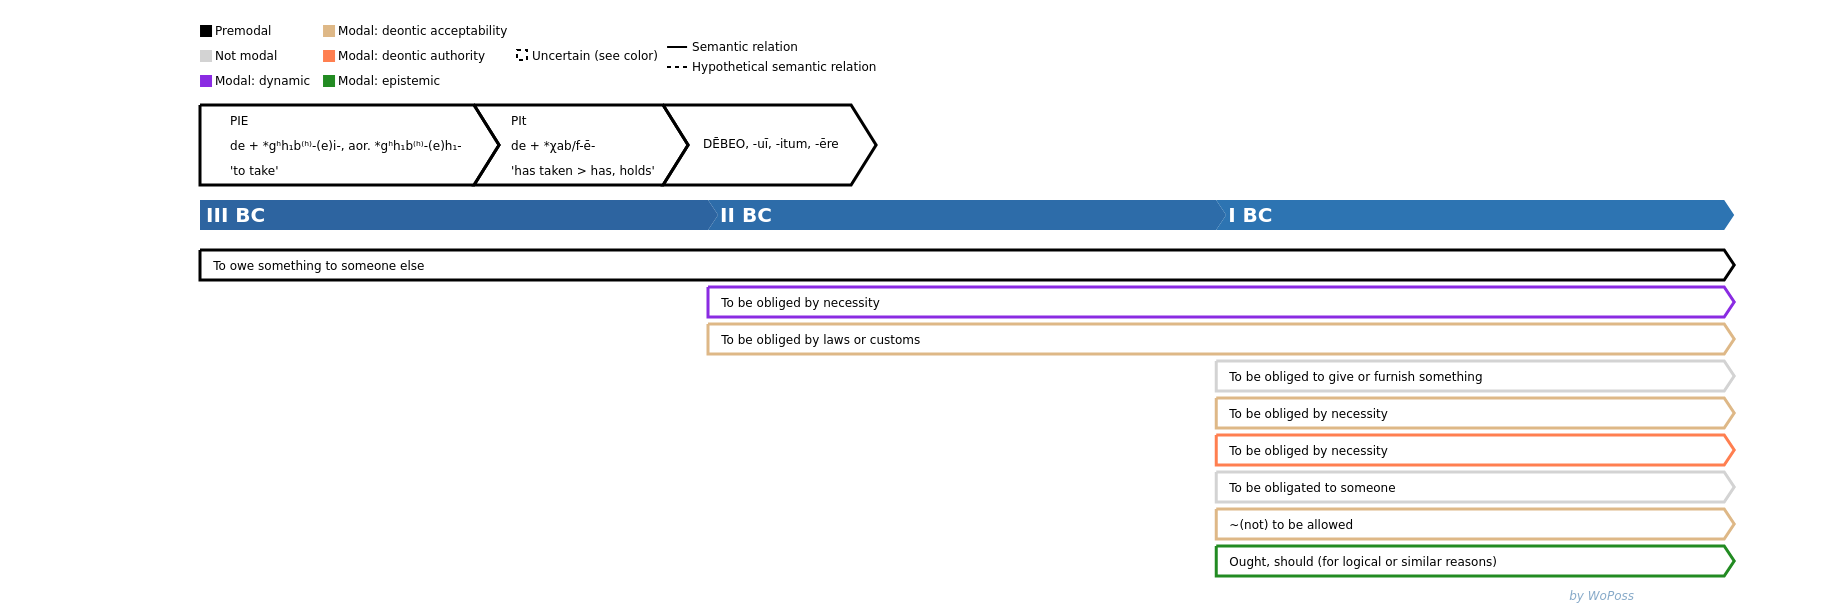 Premodal
Not modal
Modal: dynamic
Modal: deontic acceptability
Modal: deontic authority
Modal: epistemic
Uncertain (see color)
Semantic relation
Hypothetical semantic relation
PIE
de + *gʰh₁b⁽ʰ⁾-(e)i-, aor. *gʰh₁b⁽ʰ⁾-(e)h₁-
'to take'
PIt
de + *χab/f-ē-
'has taken > has, holds'
DĒBEO, -uī, -itum, -ēre
III BC
II BC
I BC
To owe something to someone else
To be obliged by necessity
To be obliged by laws or customs
To be obliged to give or furnish something
To be obliged by necessity
To be obliged by necessity
To be obligated to someone
~(not) to be allowed
Ought, should (for logical or similar reasons)
by WoPoss